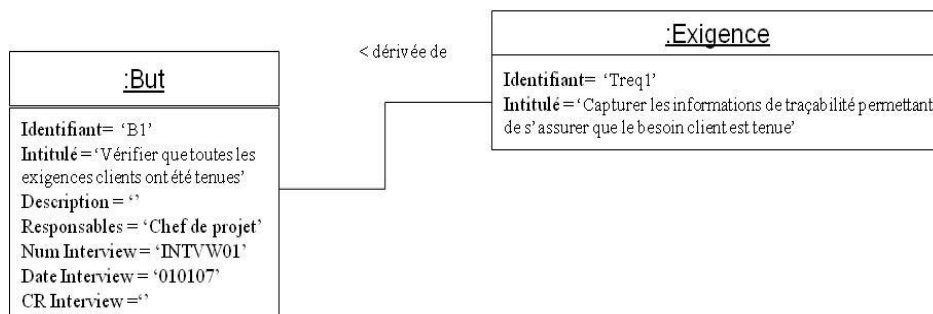 :But
Identifiant= ‘B1’
Intitulé = ‘Vérifier que toutes les
exigences clients ont été tenues’
Description = ‘’
Responsables = ‘Chef de projet’
Num Interview = ‘INTVW01’
Date Interview = ‘010107’
CR Interview =‘’
< dérivée de
:Exigence
Identifiant= ‘Treq1’
Intitulé = ‘Capturer les informations de traçabilité permettant
de s’assurer que le besoin client est tenue’